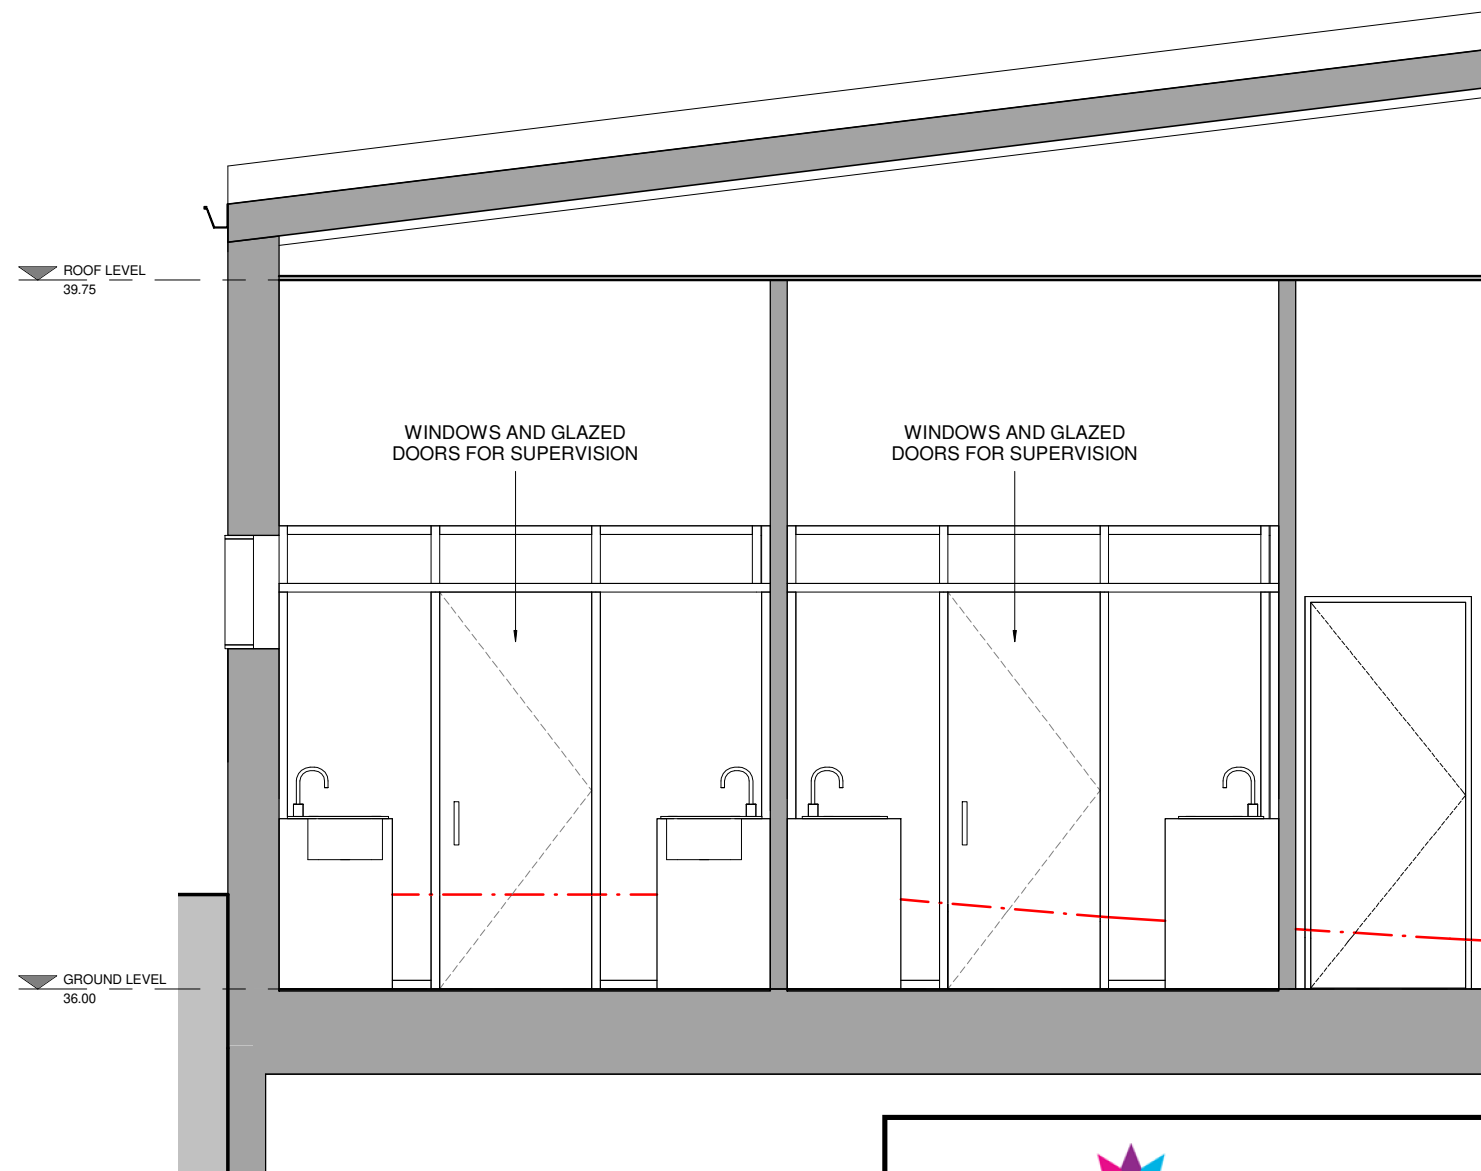 ROOF LEVEL
39.75
WINDOWS AND GLAZED
DOORS FOR SUPERVISION
WINDOWS AND GLAZED
DOORS FOR SUPERVISION
GROUND LEVEL
36.00